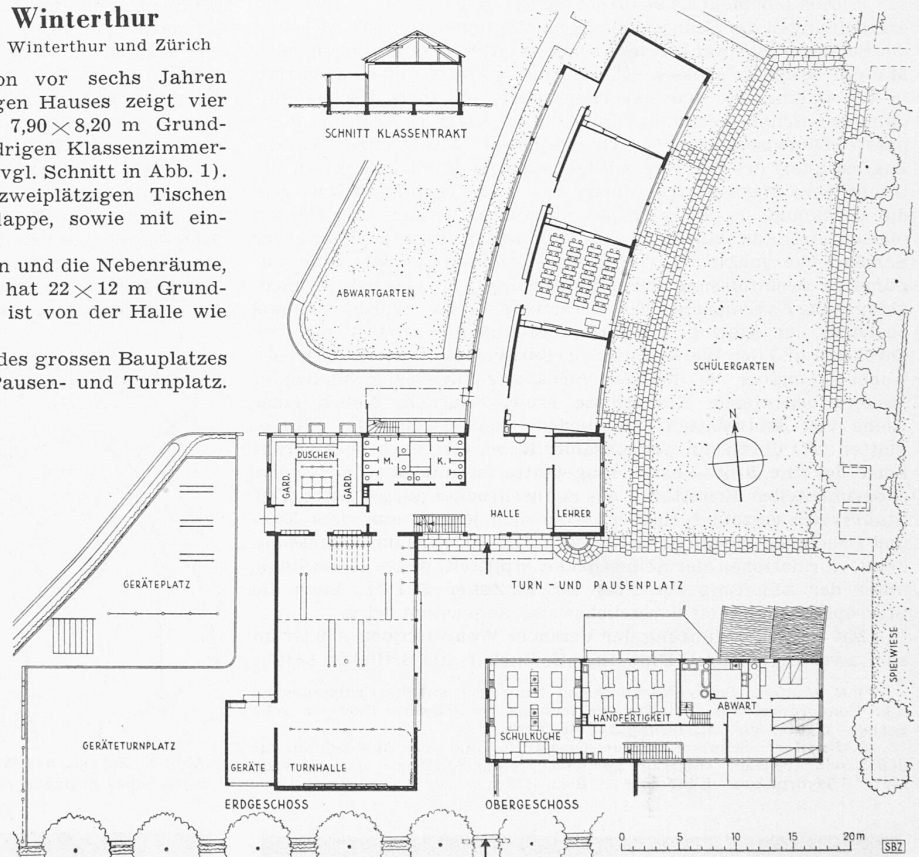 Winterthur
Winterthur und Zürich
on vor sechs Jahren
gen Hauses zeigt vier
7,90 × 8,20 m Grund-
drigen Klassenzimmer-
vgl. Schnitt in Abb. 1).
zweiplätzigen Tischen
lappe, sowie mit ein-
n und die Nebenräume,
hat 22 × 12 m Grund-
ist von der Halle wie
des grossen Bauplatzes
Pausen- und Turnplatz.
SCHNITT KLASSENTRAKT
ABWARTGARTEN
SCHÜLERGARTEN
N
DUSCHEN
GARD.
GARD.
M.
K.
HALLE
LEHRER
GERÄTEPLATZ
TURN - UND PAUSENPLATZ
SPIELWIESE
GERÄTETURNPLATZ
GERÄTE
TURNHALLE
SCHULKÜCHE
HANDFERTIGKEIT
ABWART
ERDGESCHOSS
OBERGESCHOSS
0 5 10 15 20m
SBZ